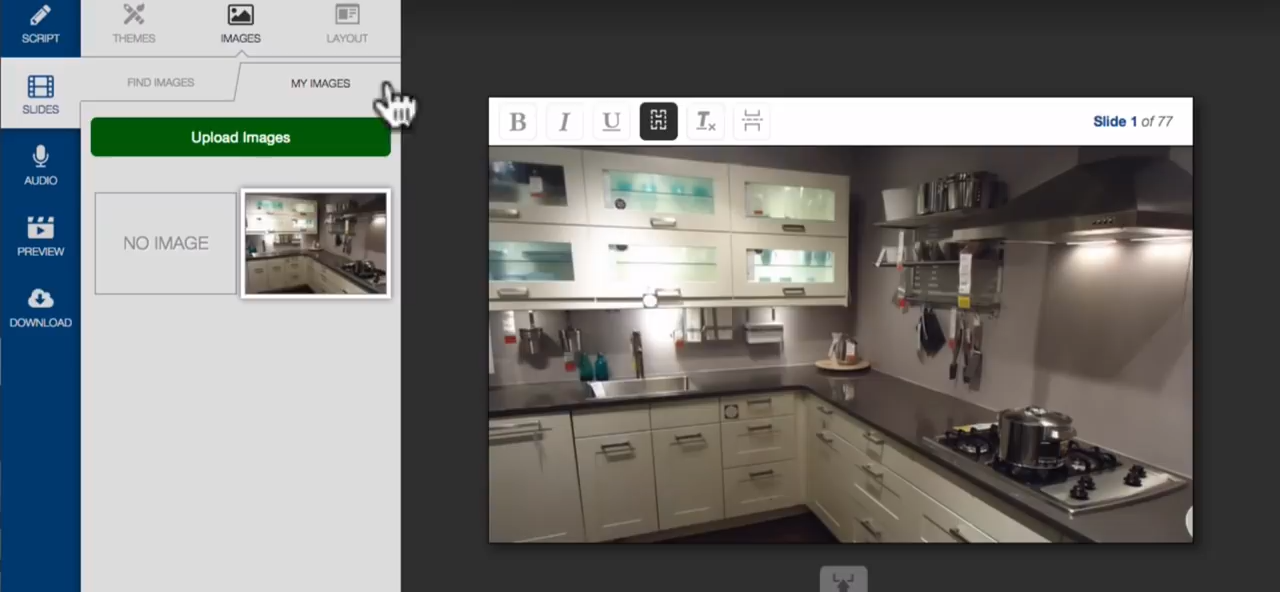 SCRIPT
THEMES
IMAGES
LAYOUT
FIND IMAGES
MY IMAGES
SLIDES
Upload Images
B I U Tx
Slide 1 of 77
AUDIO
NO IMAGE
PREVIEW
DOWNLOAD